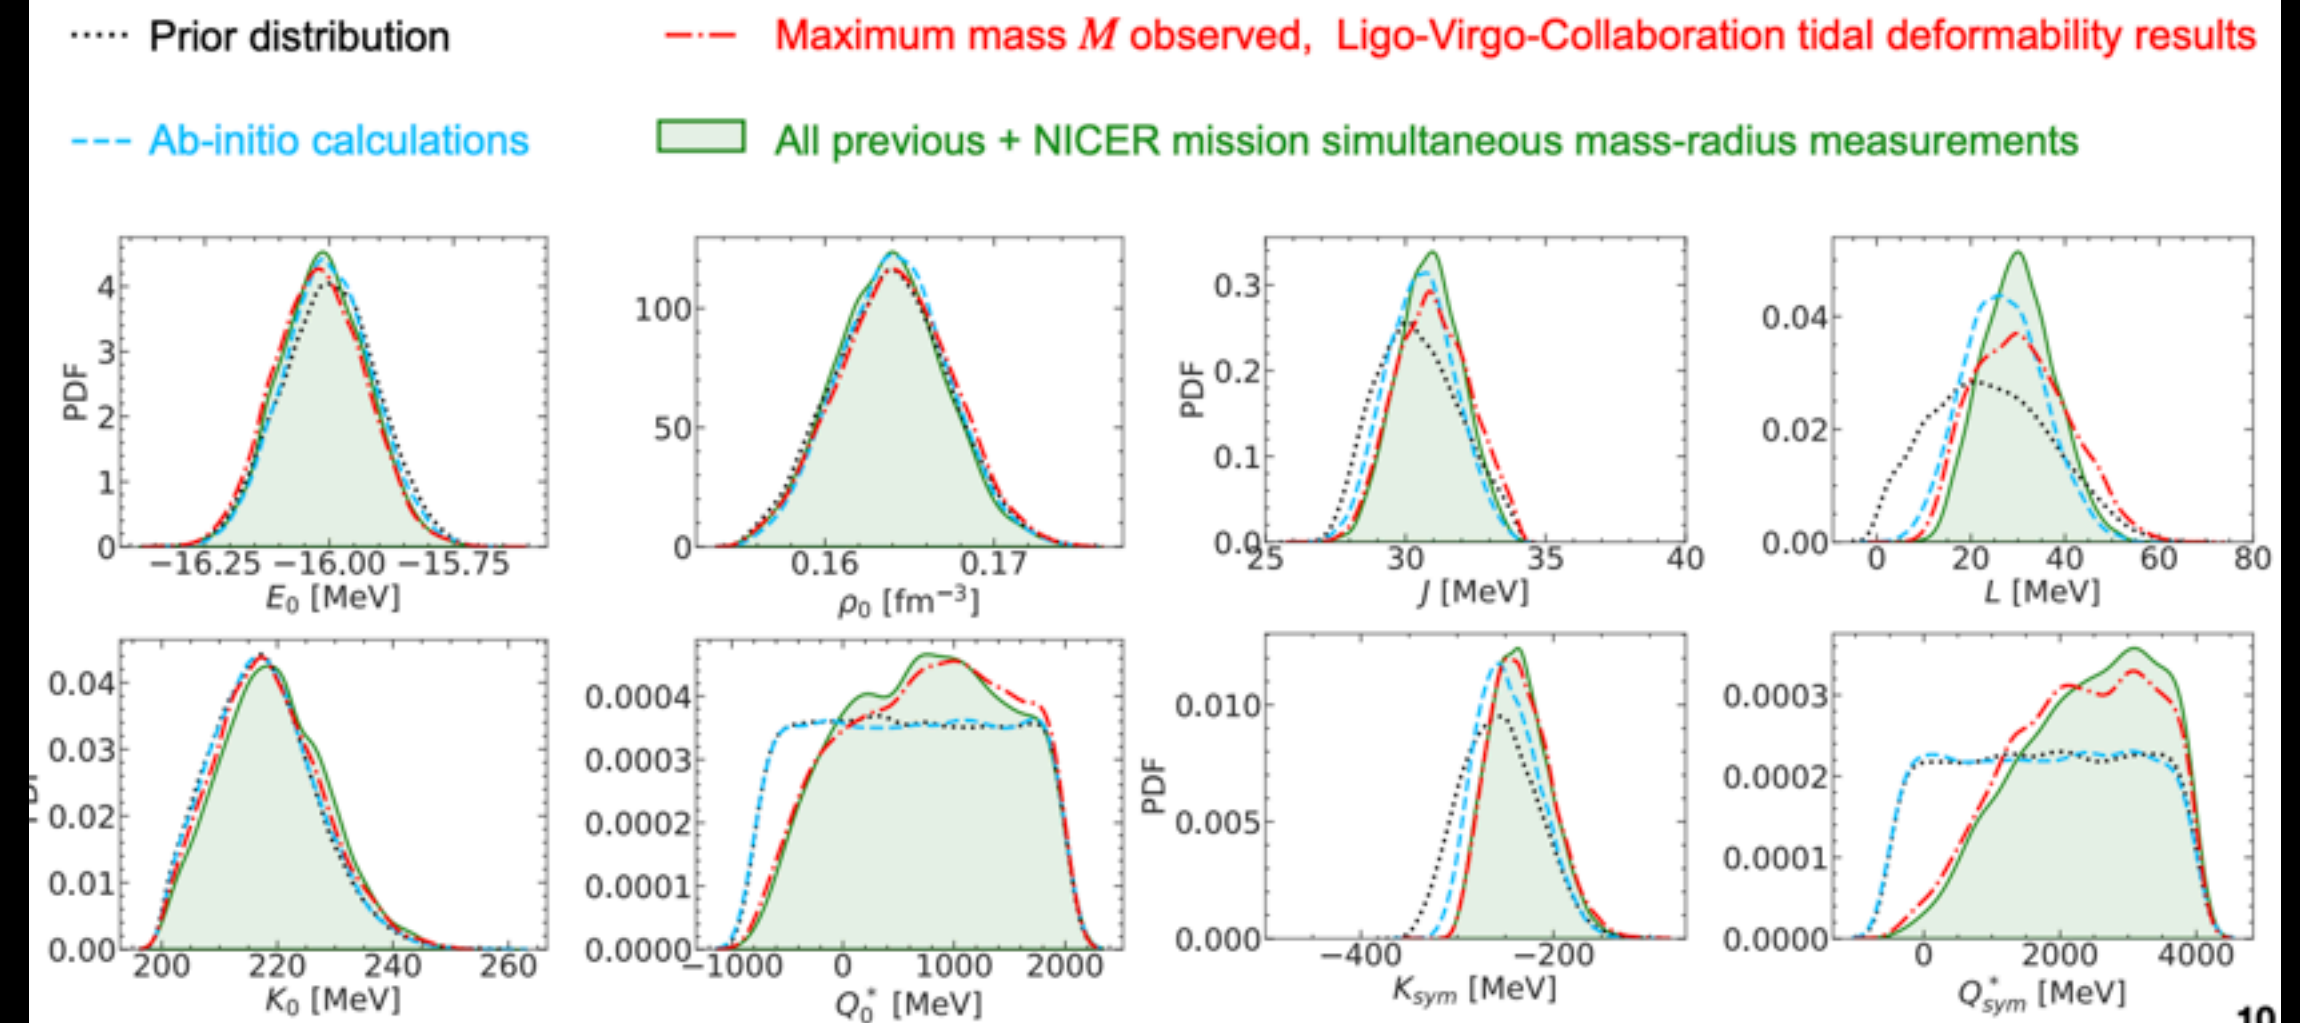 Prior distribution
Maximum mass M observed, Ligo-Virgo-Collaboration tidal deformability results
Ab-initio calculations
All previous + NICER mission simultaneous mass-radius measurements
PDF
4
3
2
1
0
−16.25 −16.00 −15.75
E₀ [MeV]
100
50
0
0.16 0.17
ρ₀ [fm⁻³]
PDF
0.3
0.2
0.1
0.0
25 30 35 40
J [MeV]
0.04
0.02
0.00
0 20 40 60 80
L [MeV]
0.04
0.03
0.02
0.01
0.00
200 220 240 260
K₀ [MeV]
0.0004
0.0003
0.0002
0.0001
0.0000
−1000 0 1000 2000
Q₀* [MeV]
PDF
0.010
0.005
0.000
−400 −200
Kₛᵧₘ [MeV]
0.0003
0.0002
0.0001
0.0000
0 2000 4000
Q*ₛᵧₘ [MeV]
10